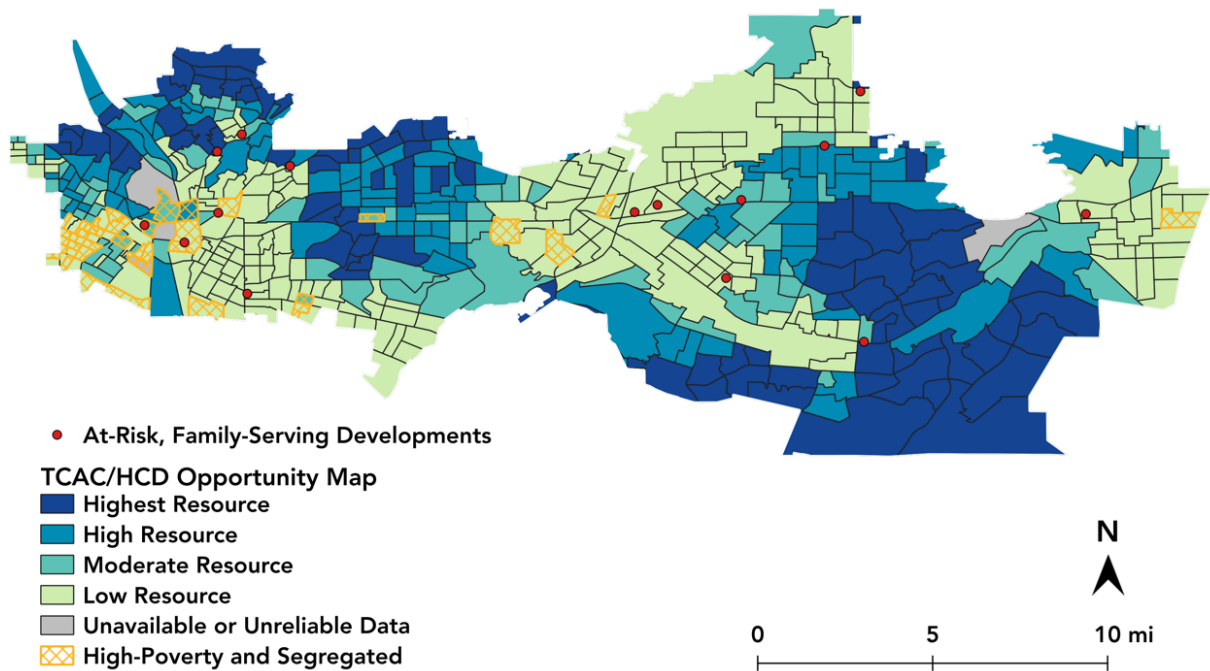 At-Risk, Family-Serving Developments
TCAC/HCD Opportunity Map
Highest Resource
High Resource
Moderate Resource
Low Resource
Unavailable or Unreliable Data
High-Poverty and Segregated
N
0 5 10 mi